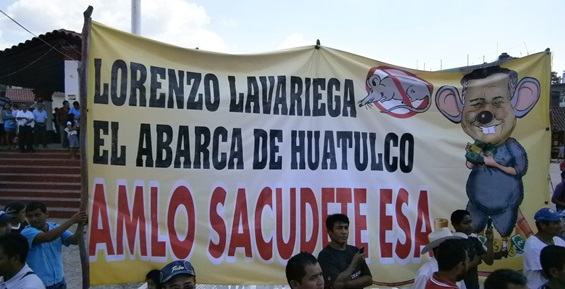 LORENZO LAVARIEGA
EL ABARCA DE HUATULCO
AMLO SACUDETE ESA